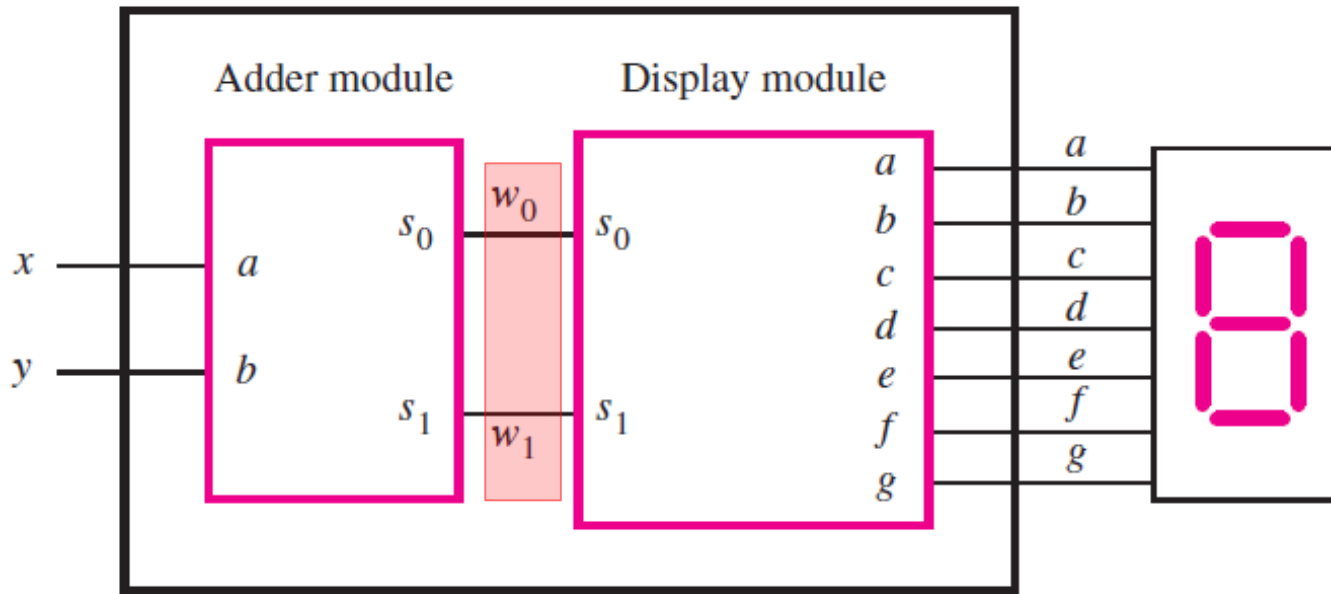 Adder module Display module
a a
w₀ b b
s₀ s₀
x a c c
d d
y b e e
s₁ s₁ f f
w₁ g g